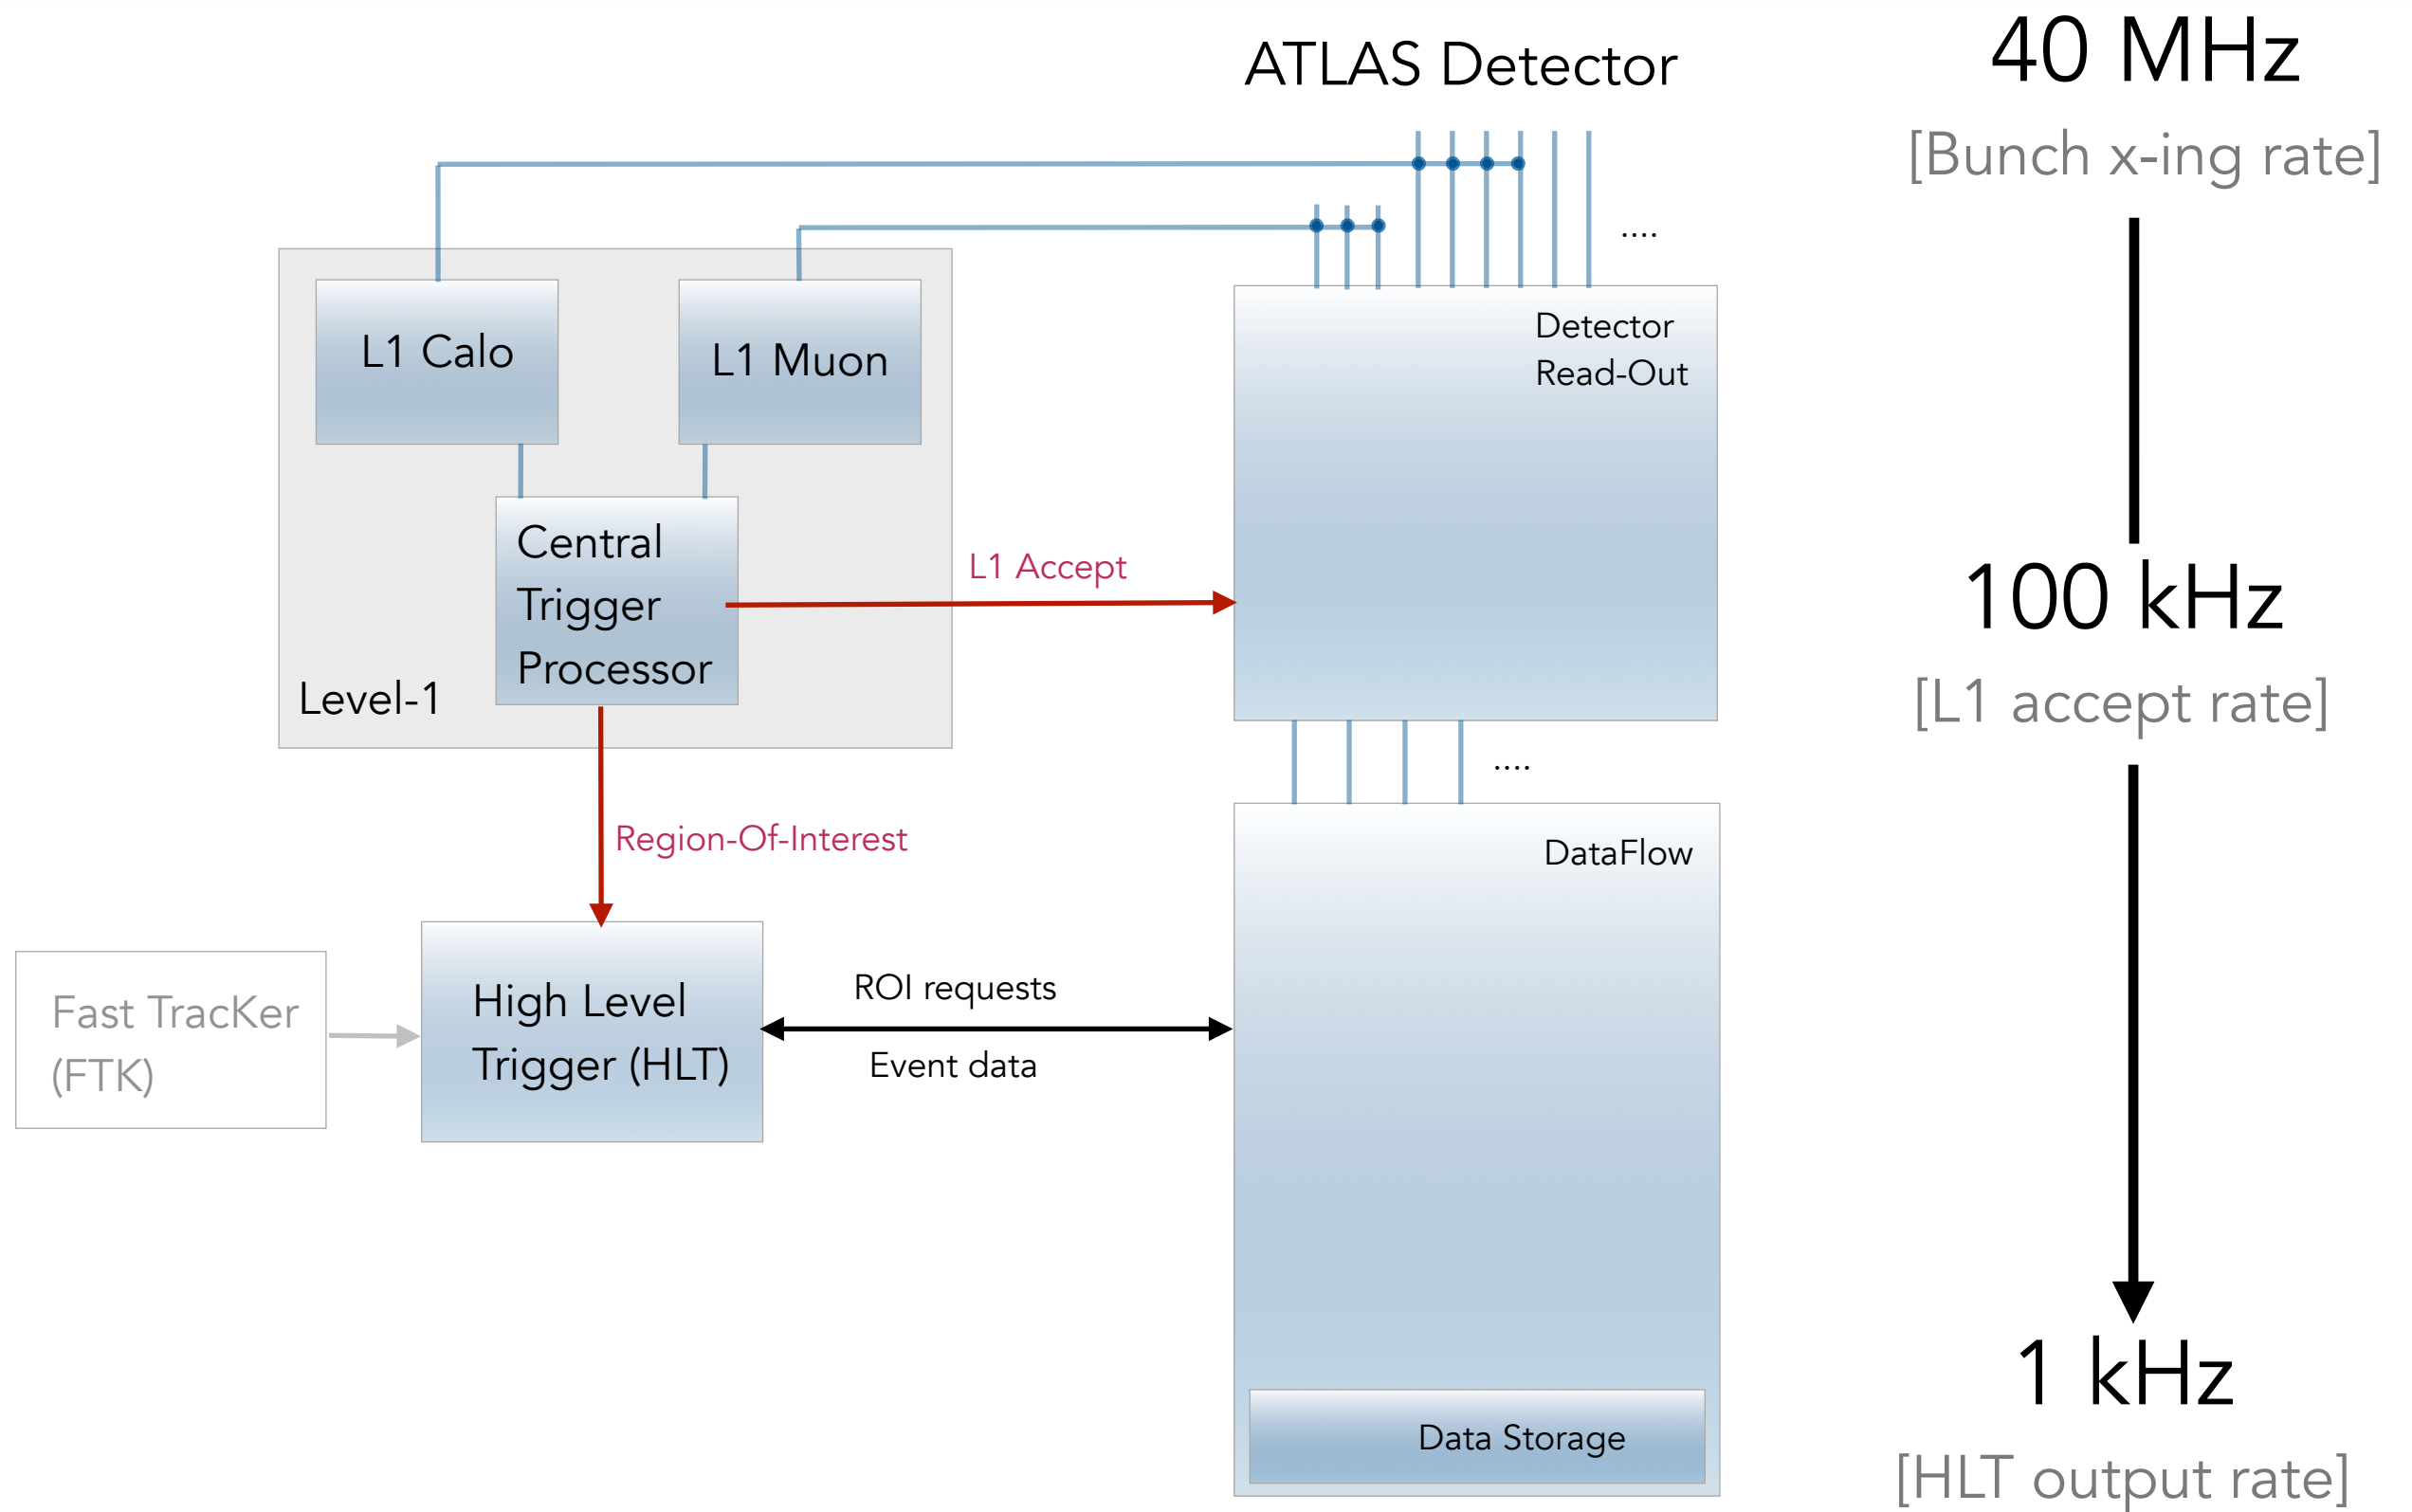 ATLAS Detector
40 MHz
[Bunch x-ing rate]
....
L1 Calo
L1 Muon
Detector
Read-Out
Central
Trigger
Processor
Level-1
L1 Accept
100 kHz
[L1 accept rate]
....
Region-Of-Interest
DataFlow
Fast TracKer
(FTK)
High Level
Trigger (HLT)
ROI requests
Event data
Data Storage
1 kHz
[HLT output rate]